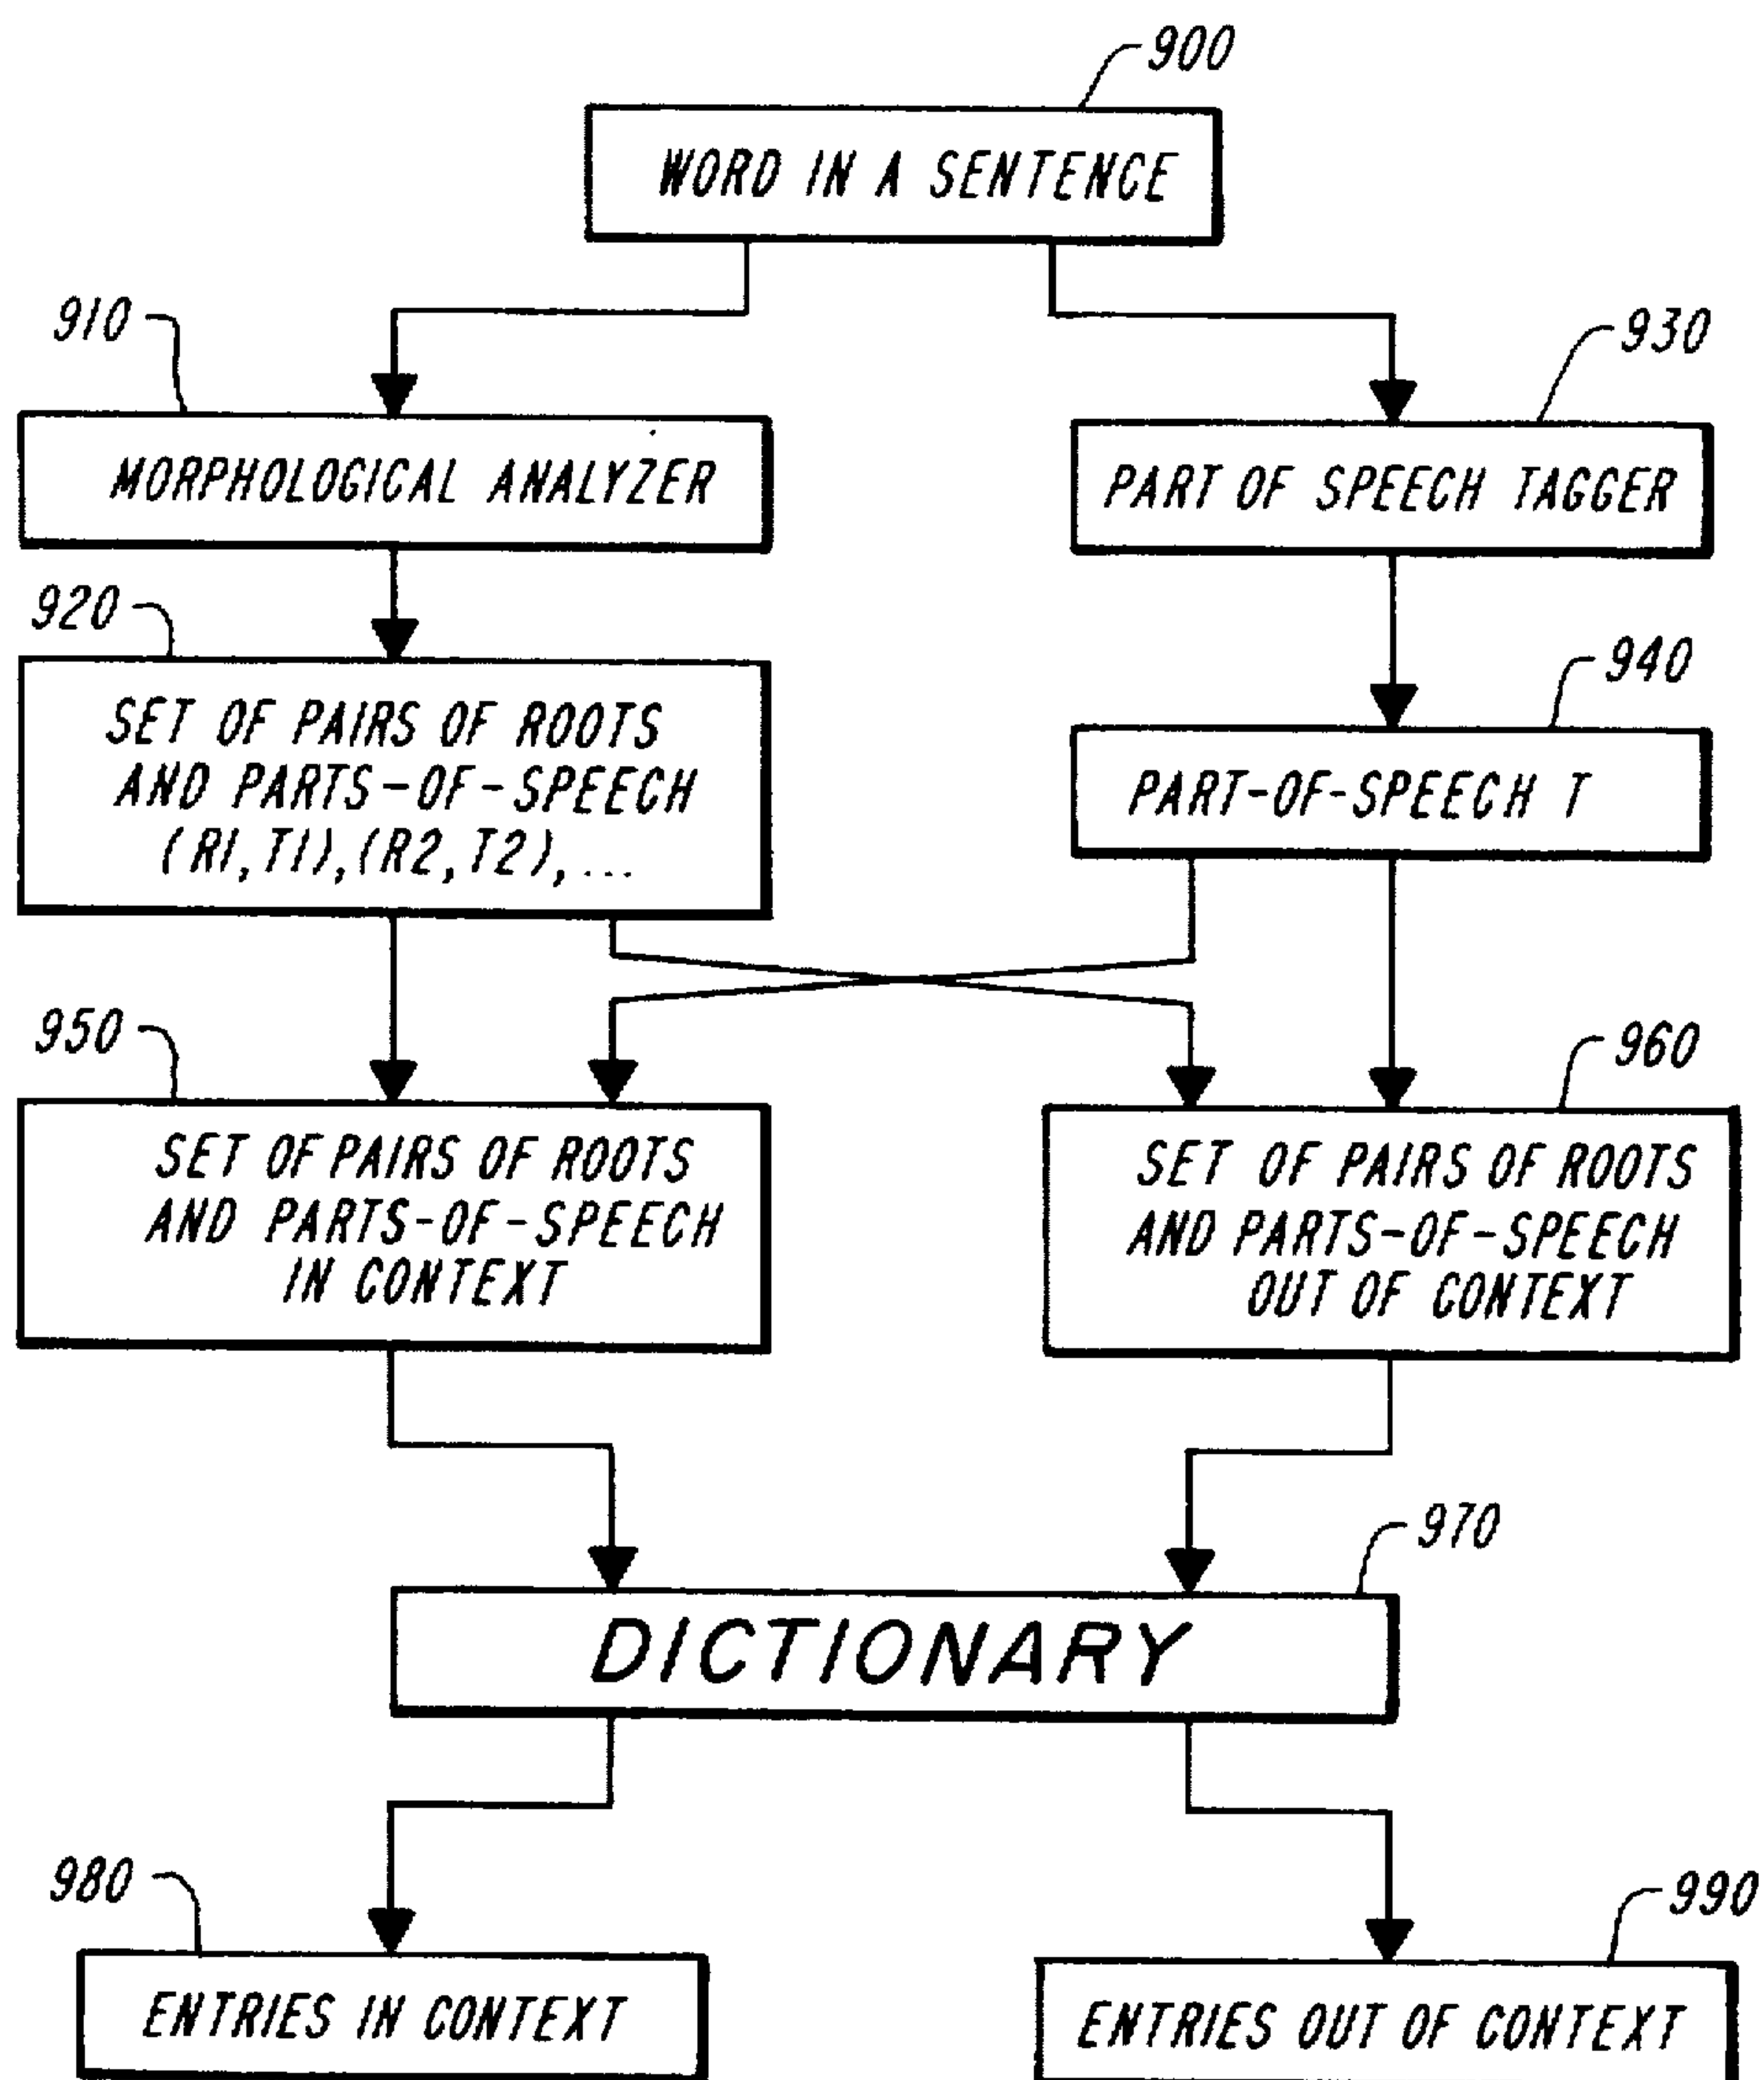 900
WORD IN A SENTENCE
910
930
MORPHOLOGICAL ANALYZER
PART OF SPEECH TAGGER
920
940
SET OF PAIRS OF ROOTS
AND PARTS-OF-SPEECH
(R1,T1),(R2,T2),...
PART-OF-SPEECH T
950
960
SET OF PAIRS OF ROOTS
AND PARTS-OF-SPEECH
IN CONTEXT
SET OF PAIRS OF ROOTS
AND PARTS-OF-SPEECH
OUT OF CONTEXT
970
DICTIONARY
980
990
ENTRIES IN CONTEXT
ENTRIES OUT OF CONTEXT